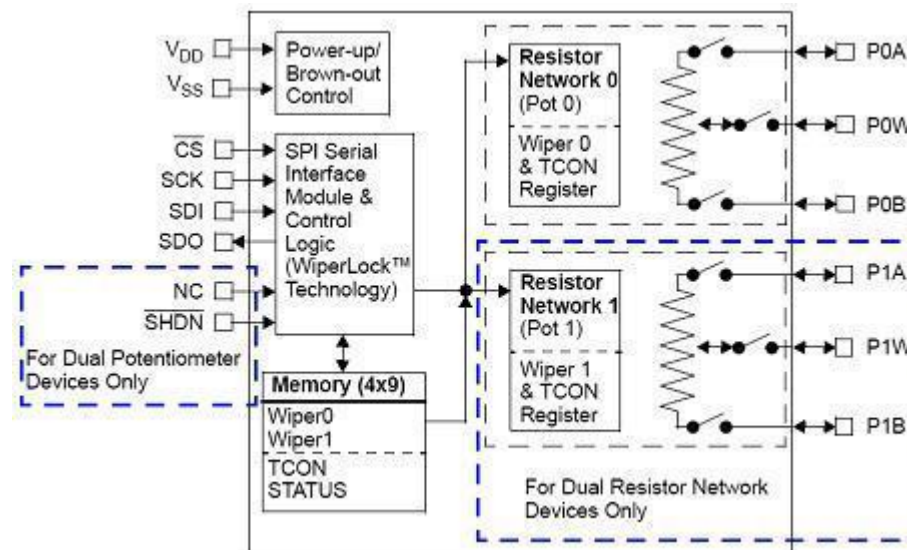 VDD
VSS
CS
SCK
SDI
SDO
NC
SHDN
For Dual Potentiometer
Devices Only
Power-up/
Brown-out
Control
SPI Serial
Interface
Module &
Control
Logic
(WiperLock™
Technology)
Memory (4x9)
Wiper0
Wiper1
TCON
STATUS
Resistor
Network 0
(Pot 0)
Wiper 0
& TCON
Register
Resistor
Network 1
(Pot 1)
Wiper 1
& TCON
Register
For Dual Resistor Network
Devices Only
P0A
P0W
P0B
P1A
P1W
P1B